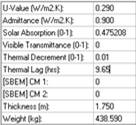 U-Value (W/m2.K): 0.290
Admittance (W/m2.K): 0.900
Solar Absorption (0-1): 0.475208
Visible Transmittance (0-1): 0
Thermal Decrement (0-1): 0.01
Thermal Lag (hrs): 9.65
[SBEM] CM 1: 0
[SBEM] CM 2: 0
Thickness (m): 1.750
Weight (kg): 438.590